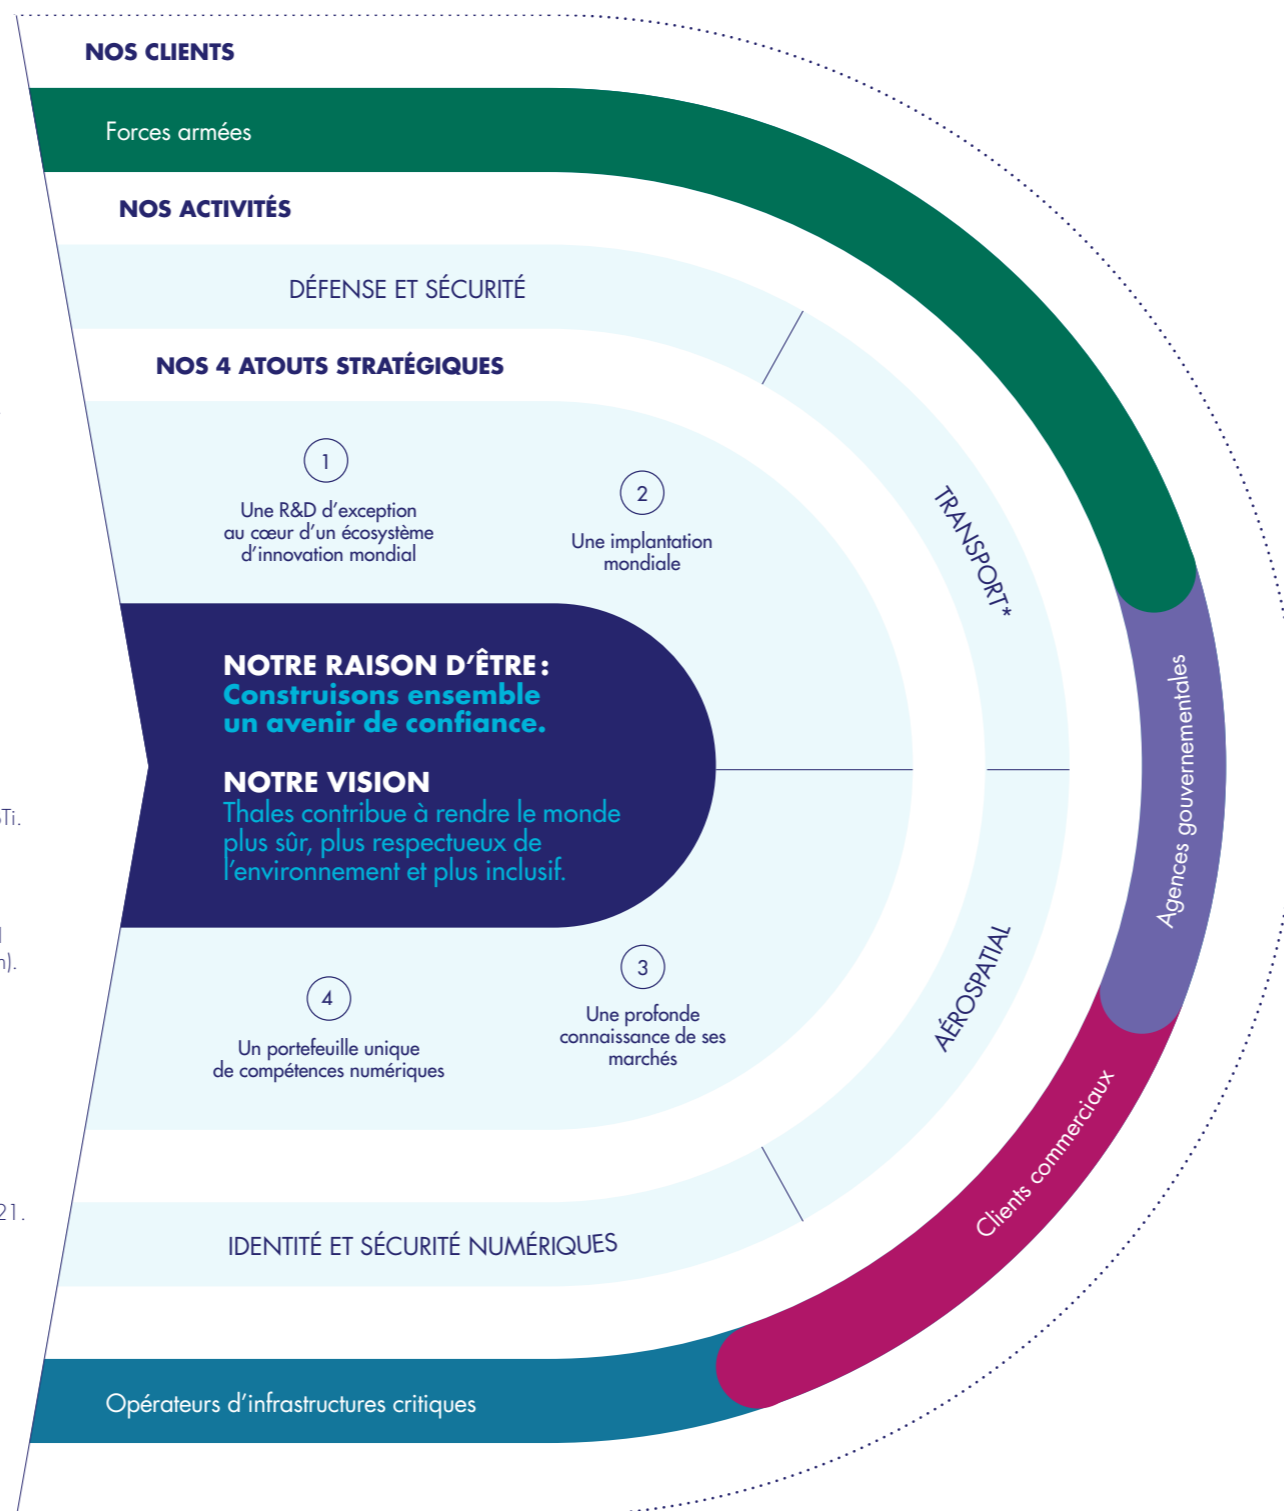 NOS CLIENTS
Forces armées
NOS ACTIVITÉS
DÉFENSE ET SÉCURITÉ
NOS 4 ATOUTS STRATÉGIQUES
1
Une R&D d'exception
au cœur d'un écosystème
d'innovation mondial
2
Une implantation
mondiale
TRANSPORT*
NOTRE RAISON D'ÊTRE :
Construisons ensemble
un avenir de confiance.
NOTRE VISION
Thales contribue à rendre le monde
plus sûr, plus respectueux de
l'environnement et plus inclusif.
Agences gouvernementales
3
Une profonde
connaissance de ses
marchés
4
Un portefeuille unique
de compétences numériques
AÉROSPATIAL
Clients commerciaux
21.
IDENTITÉ ET SÉCURITÉ NUMÉRIQUES
Opérateurs d'infrastructures critiques